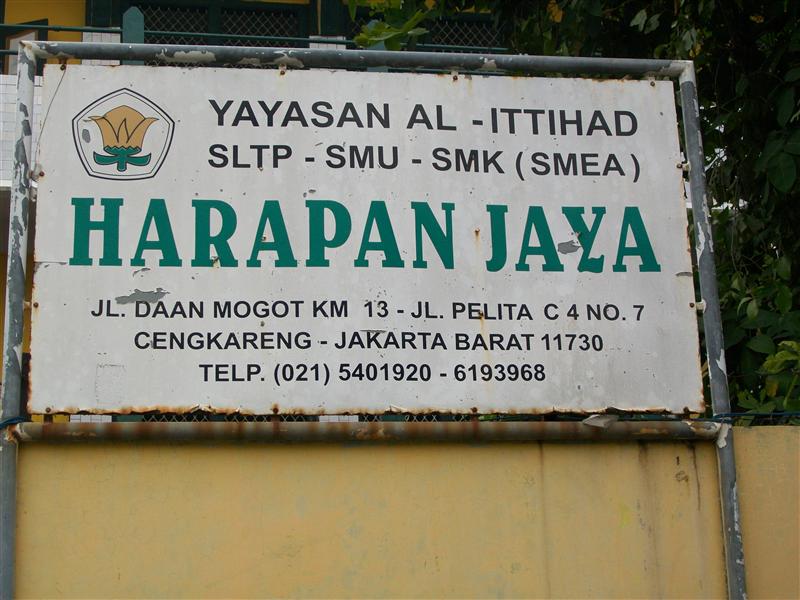 YAYASAN AL - ITTIHAD
SLTP - SMU - SMK ( SMEA )
HARAPAN JAYA
JL. DAAN MOGOT KM 13 - JL. PELITA C 4 NO. 7
CENGKARENG - JAKARTA BARAT 11730
TELP. (021) 5401920 - 6193968